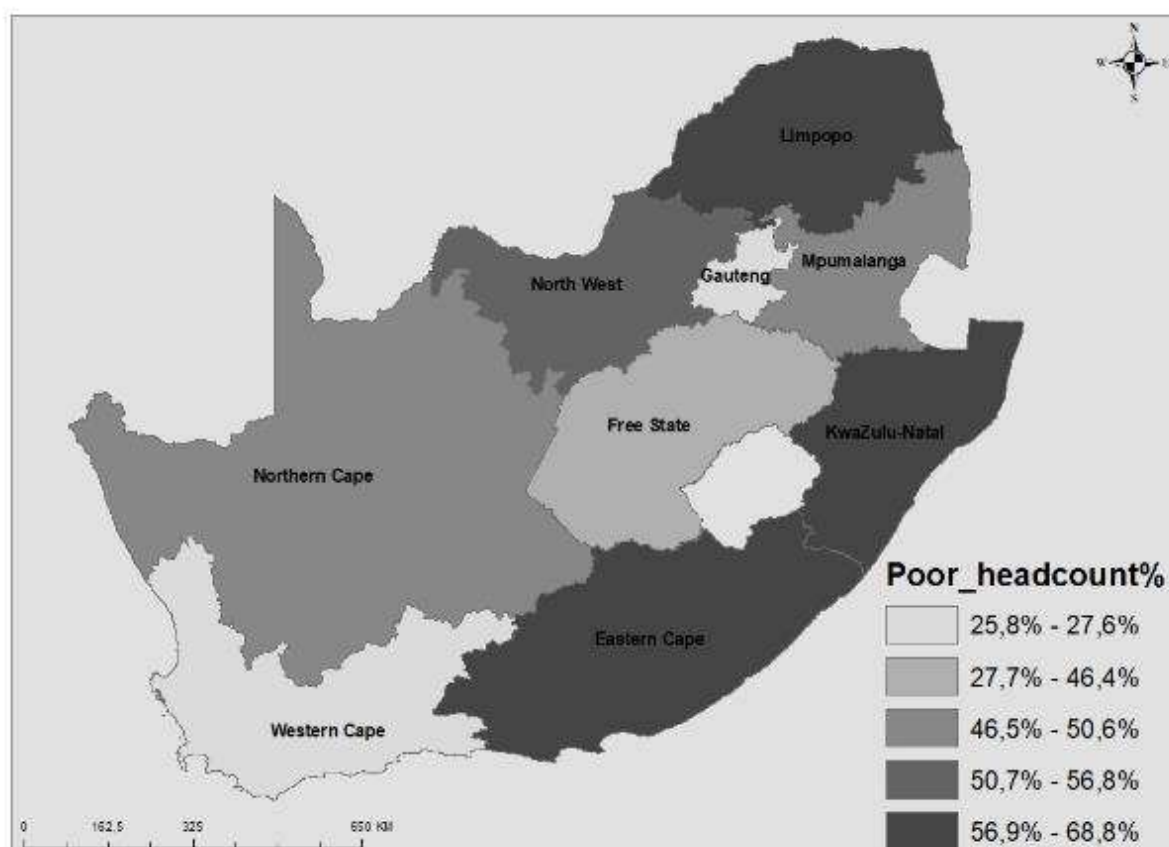 N
W E
S
Limpopo
Mpumalanga
Gauteng
North West
Free State
KwaZulu-Natal
Northern Cape
Eastern Cape
Western Cape
Poor_headcount%
25,8% - 27,6%
27,7% - 46,4%
46,5% - 50,6%
50,7% - 56,8%
56,9% - 68,8%
0 162,5 325 650 KM